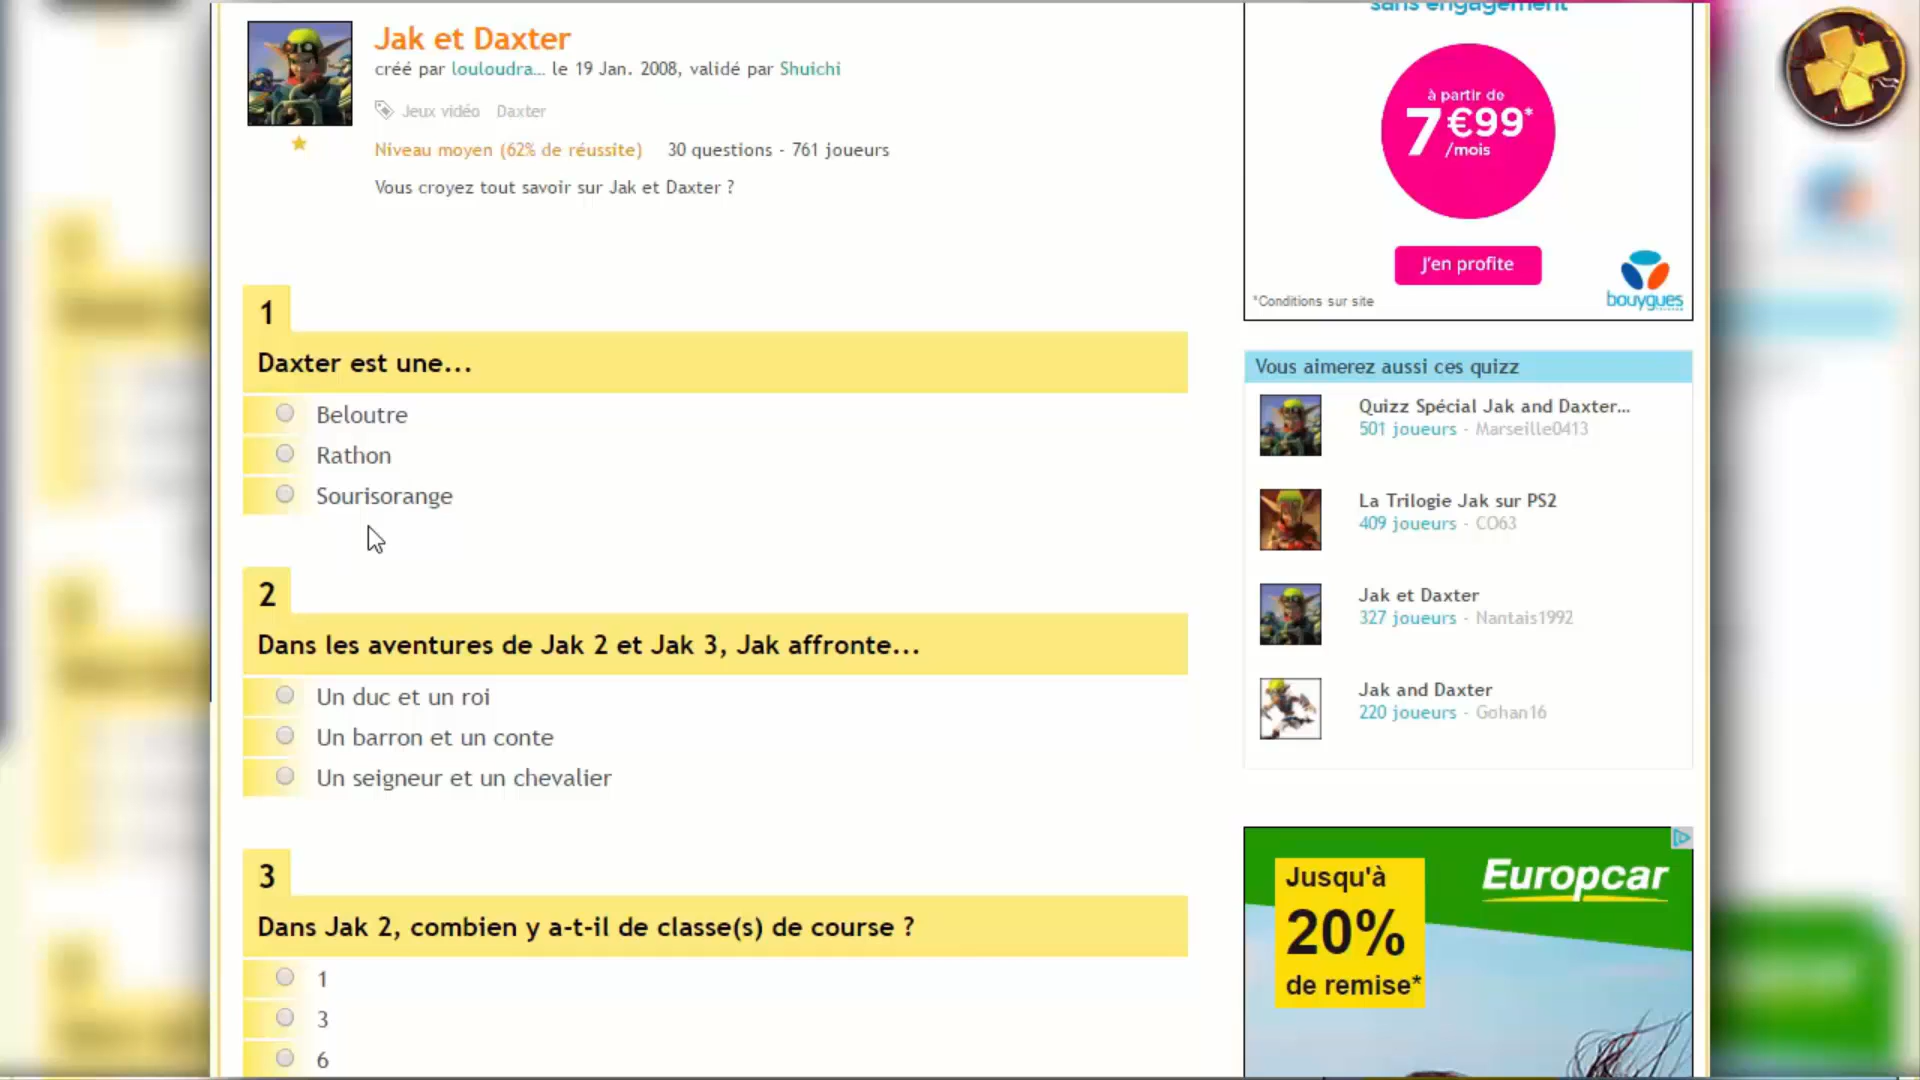 Jak et Daxter
créé par louloudra... le 19 Jan. 2008, validé par Shuichi
Jeux vidéo Daxter
Niveau moyen (62% de réussite) 30 questions - 761 joueurs
Vous croyez tout savoir sur Jak et Daxter ?
1
Daxter est une...
Beloutre
Rathon
Sourisorange
2
Dans les aventures de Jak 2 et Jak 3, Jak affronte...
Un duc et un roi
Un barron et un conte
Un seigneur et un chevalier
3
Dans Jak 2, combien y a-t-il de classe(s) de course ?
1
3
6
sans engagement
à partir de
7€99*
/mois
J'en profite
*Conditions sur site
bouygues
Vous aimerez aussi ces quizz
Quizz Spécial Jak and Daxter...
501 joueurs - Marseille0413
La Trilogie Jak sur PS2
409 joueurs - CO63
Jak et Daxter
327 joueurs - Nantais1992
Jak and Daxter
220 joueurs - Gohan16
Europcar
Jusqu'à
20%
de remise*